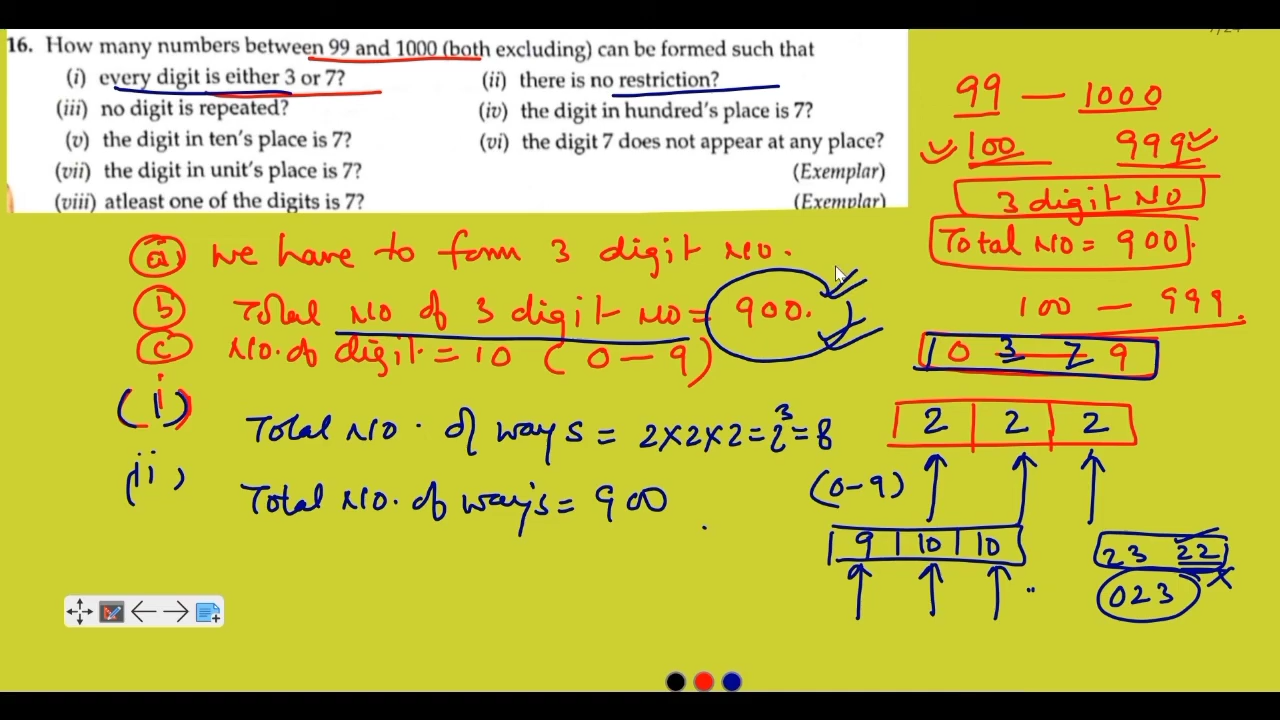 16. How many numbers between 99 and 1000 (both excluding) can be formed such that
(i) every digit is either 3 or 7?
(ii) there is no restriction?
(iii) no digit is repeated?
(iv) the digit in hundred's place is 7?
(v) the digit in ten's place is 7?
(vi) the digit 7 does not appear at any place?
(vii) the digit in unit's place is 7?
(Exemplar)
(viii) atleast one of the digits is 7?
(Exemplar)
99 — 1000
100 999
3 digit NO
Total NO = 900
100 — 999
10 3 7 9
2 2 2
(0-9)
9 10 10
23 22
023
(a) We have to form 3 digit NO.
(b) Total NO of 3 digit NO = 900.
(c) NO. of digit = 10 (0 – 9)
(i) Total NO. of ways = 2x2x2=2³=8
(ii) Total NO. of ways = 900